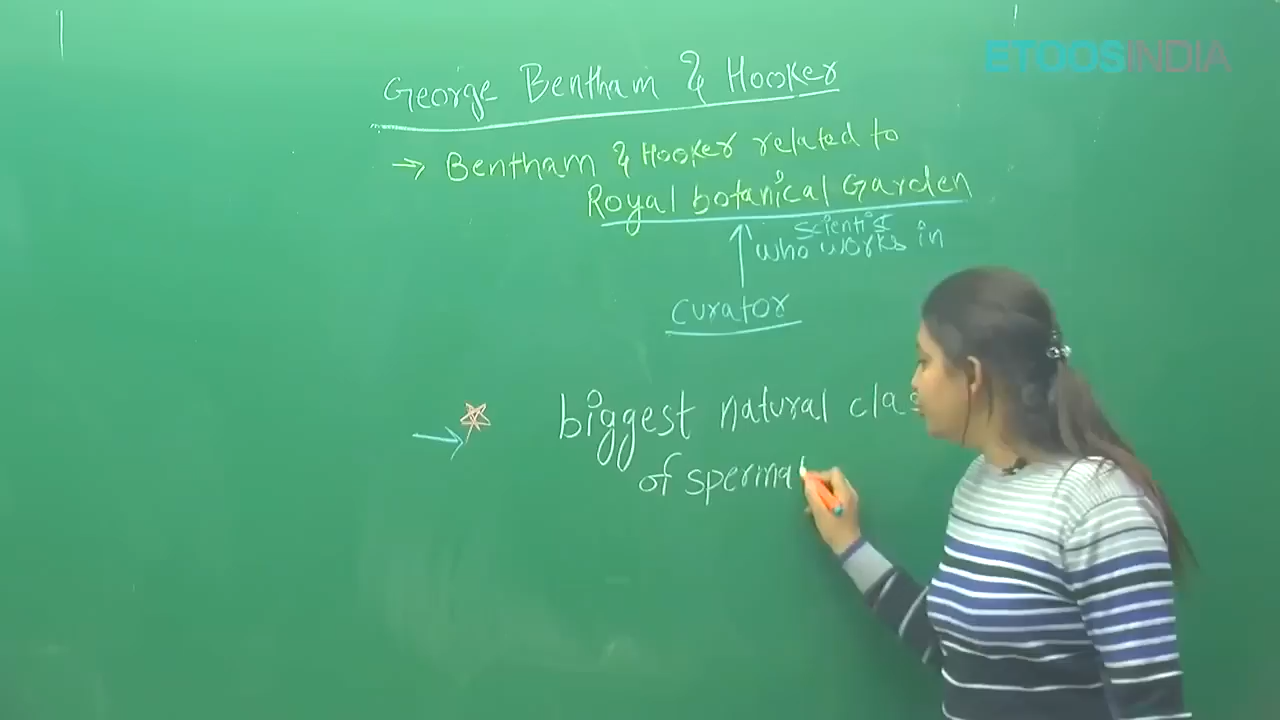 ETOOSINDIA
George Bentham & Hooker
→ Bentham & Hooker related to
Royal botanical Garden
scientist
who works in
curator
biggest natural clas
of spermat